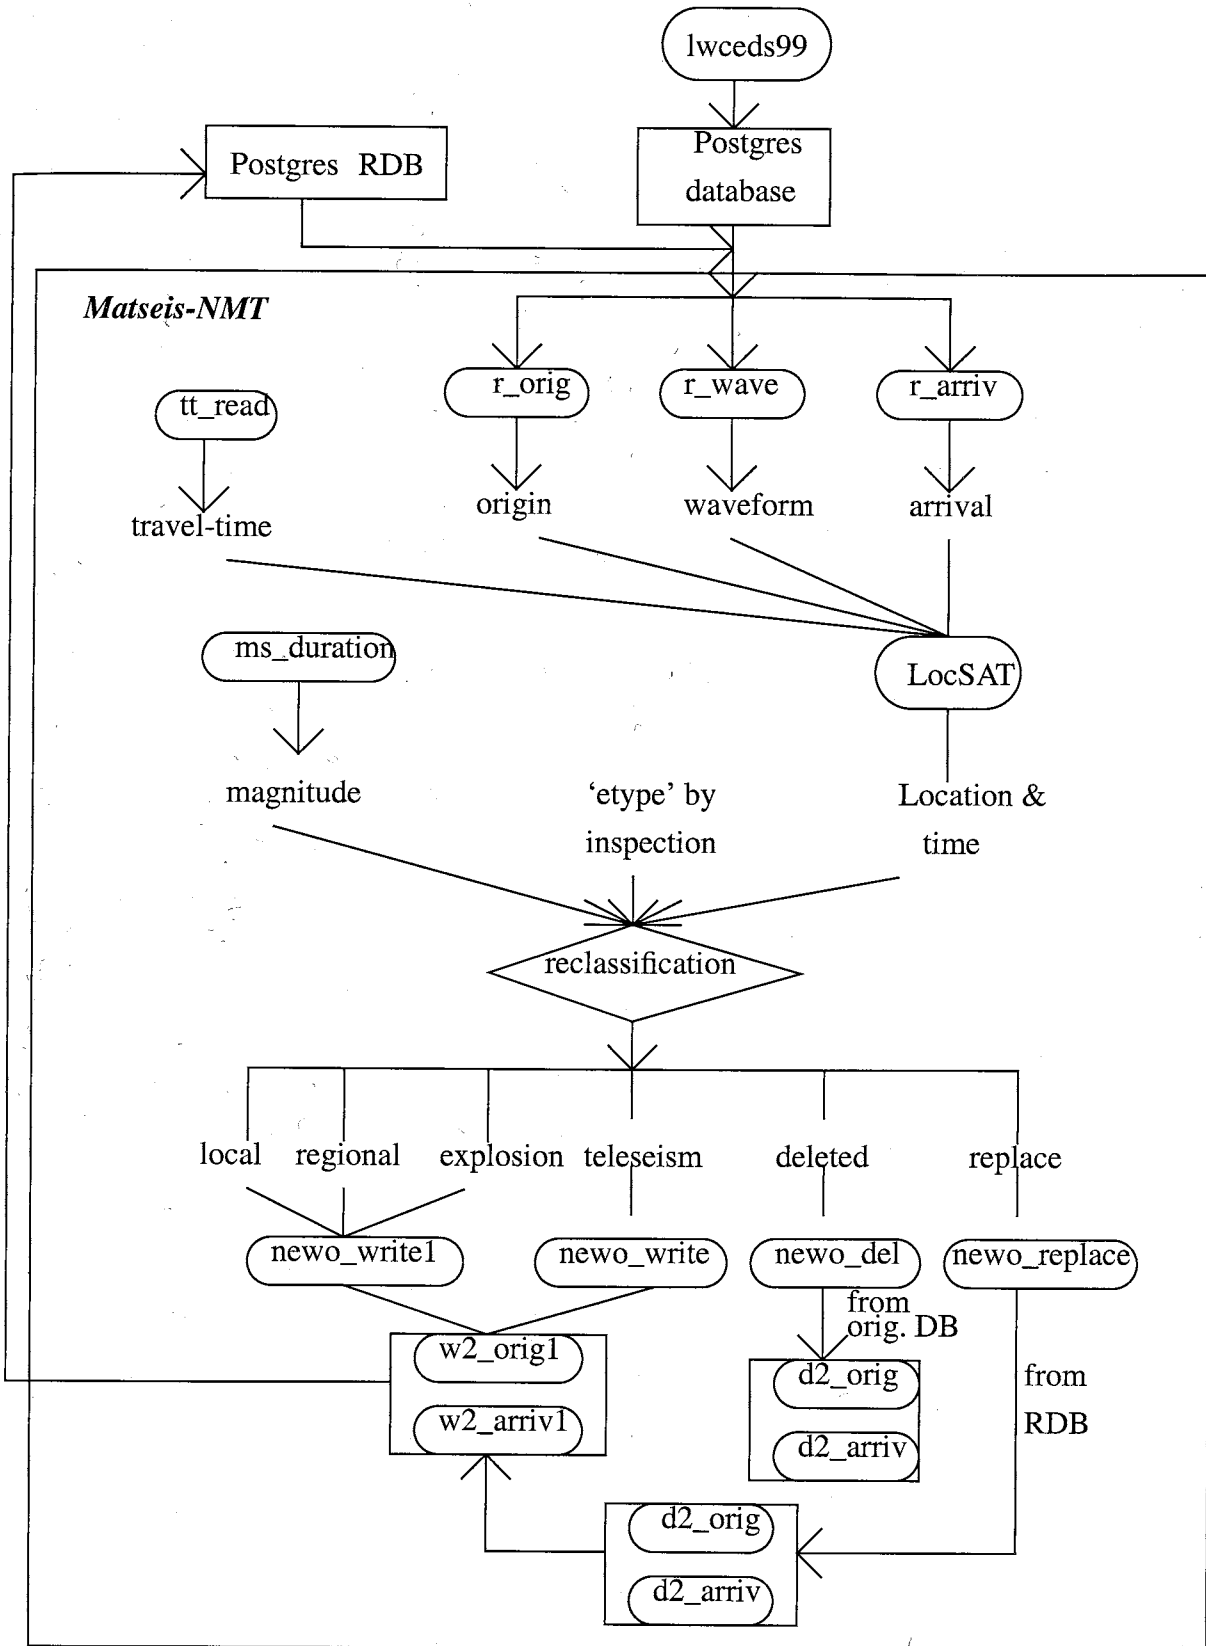 lwceds99
Postgres RDB
Postgres
database
Matseis-NMT
tt_read
r_orig
r_wave
r_arriv
travel-time
origin
waveform
arrival
ms_duration
LocSAT
magnitude
‘etype’ by
inspection
Location &
time
reclassification
local
regional
explosion
teleseism
deleted
replace
newo_write1
newo_write
newo_del
newo_replace
from
orig. DB
w2_orig1
w2_arriv1
d2_orig
d2_arriv
from
RDB
d2_orig
d2_arriv